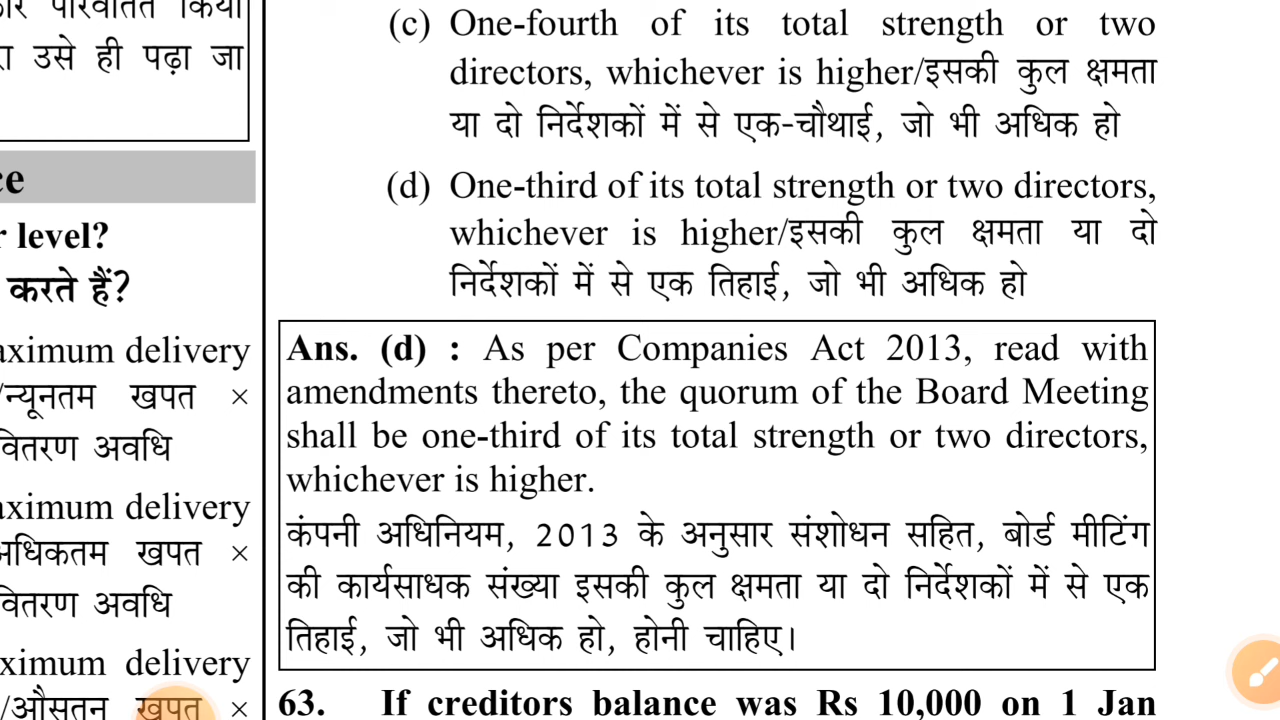 पढ़ा जा
उसे ही
ce
r level?
करते हैं?
aximum delivery
/न्यूनतम खपत ×
वितरण अवधि
aximum delivery
अधिकतम खपत ×
वितरण अवधि
ximum delivery
/औसतन खपत ×
(c) One-fourth of its total strength or two
directors, whichever is higher/इसकी कुल क्षमता
या दो निर्देशकों में से एक-चौथाई, जो भी अधिक हो
(d) One-third of its total strength or two directors,
whichever is higher/इसकी कुल क्षमता या दो
निर्देशकों में से एक तिहाई, जो भी अधिक हो
Ans. (d) : As per Companies Act 2013, read with
amendments thereto, the quorum of the Board Meeting
shall be one-third of its total strength or two directors,
whichever is higher.
कंपनी अधिनियम, 2013 के अनुसार संशोधन सहित, बोर्ड मीटिंग
की कार्यसाधक संख्या इसकी कुल क्षमता या दो निर्देशकों में से एक
तिहाई, जो भी अधिक हो, होनी चाहिए।
63. If creditors balance was Rs 10,000 on 1 Jan